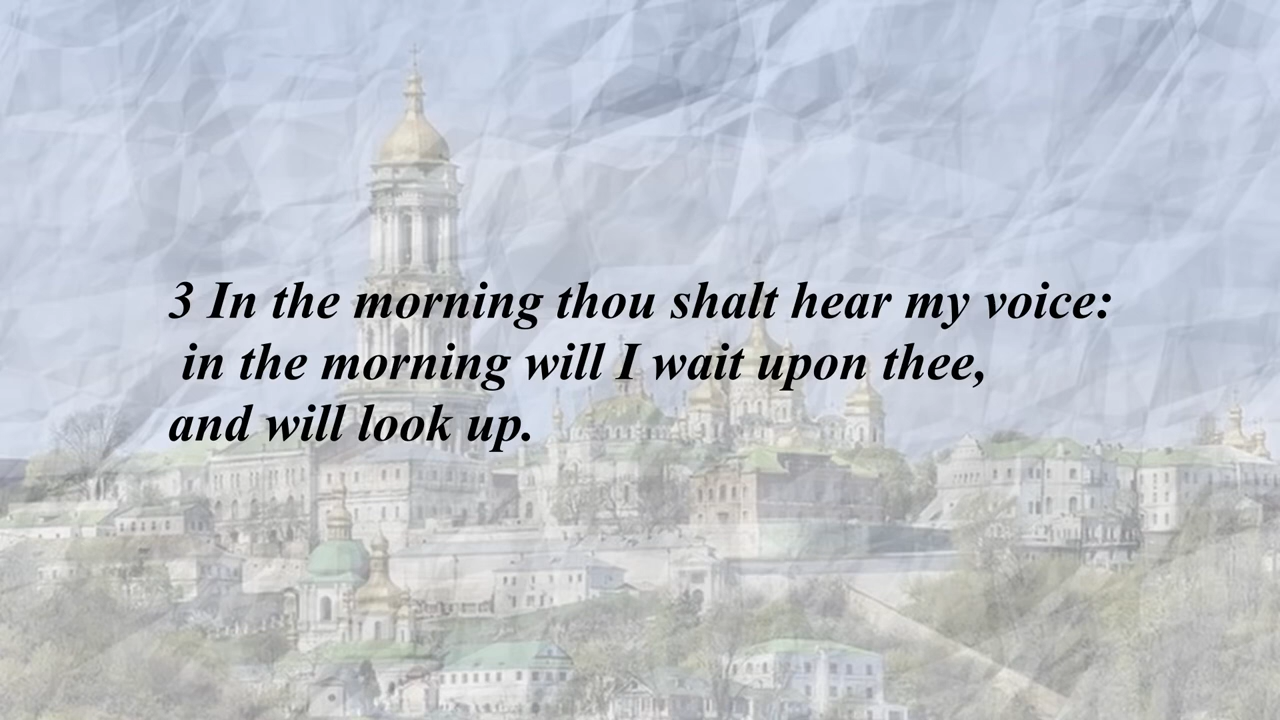 3 In the morning thou shalt hear my voice:
in the morning will I wait upon thee,
and will look up.